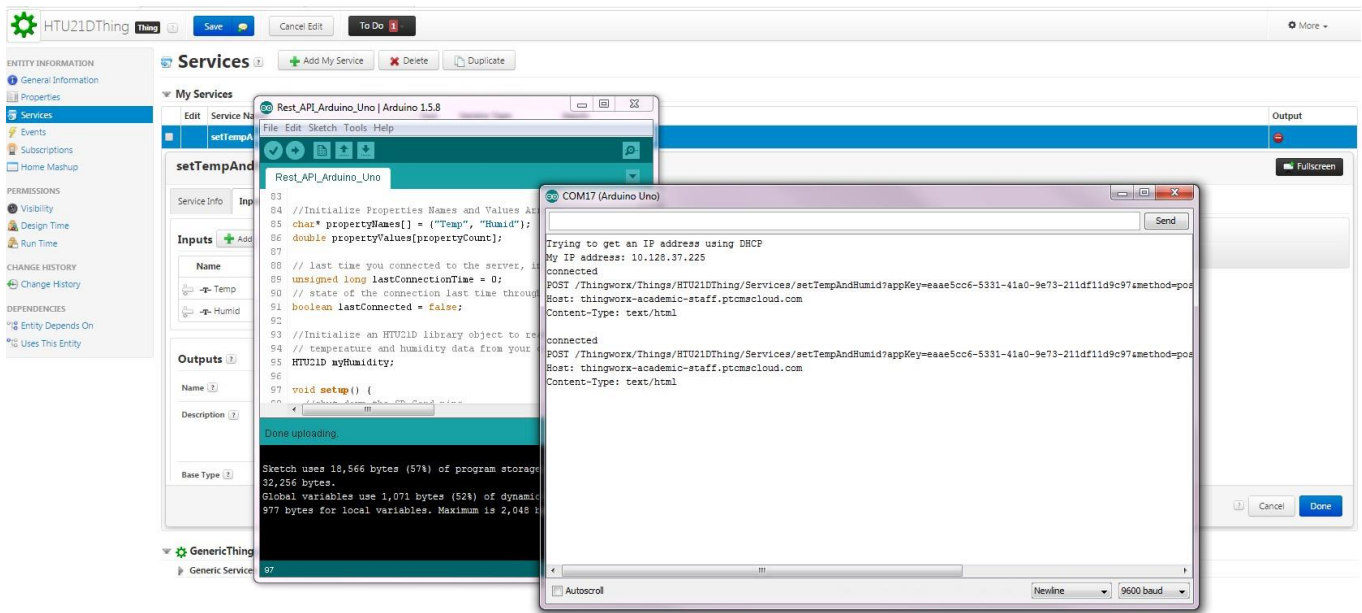 HTU21DThing Thing ? Save Cancel Edit To Do 1 More
ENTITY INFORMATION
General Information
Properties
Services
Events
Subscriptions
Home Mashup
PERMISSIONS
Visibility
Design Time
Run Time
CHANGE HISTORY
Change History
DEPENDENCIES
Entity Depends On
Uses This Entity
Services ? Add My Service Delete Duplicate
My Services
Edit Service Na
Output
setTempA
setTempAnd
Fullscreen
Service Info Inp
Inputs Add
Name
-T- Temp
-T- Humid
Outputs ?
Name ?
Description ?
Base Type ?
? Cancel Done
GenericThing
Generic Service
Rest_API_Arduino_Uno | Arduino 1.5.8
File Edit Sketch Tools Help
Rest_API_Arduino_Uno
83
84 //Initialize Properties Names and Values Ar
85 char* propertyNames[] = {"Temp", "Humid"};
86 double propertyValues[propertyCount];
87
88 // last time you connected to the server, i
89 unsigned long lastConnectionTime = 0;
90 // state of the connection last time throug
91 boolean lastConnected = false;
92
93 //Initialize an HTU21D library object to re
94 // temperature and humidity data from your
95 HTU21D myHumidity;
96
97 void setup() {
Done uploading.
Sketch uses 18,566 bytes (57%) of program storage
32,256 bytes.
Global variables use 1,071 bytes (52%) of dynamic
977 bytes for local variables. Maximum is 2,048 b
97
COM17 (Arduino Uno)
Send
Trying to get an IP address using DHCP
My IP address: 10.128.37.225
connected
POST /Thingworx/Things/HTU21DThing/Services/setTempAndHumid?appKey=eaae5cc6-5331-41a0-9e73-211df11d9c97&method=pos
Host: thingworx-academic-staff.ptcmscloud.com
Content-Type: text/html
connected
POST /Thingworx/Things/HTU21DThing/Services/setTempAndHumid?appKey=eaae5cc6-5331-41a0-9e73-211df11d9c97&method=pos
Host: thingworx-academic-staff.ptcmscloud.com
Content-Type: text/html
Autoscroll Newline 9600 baud